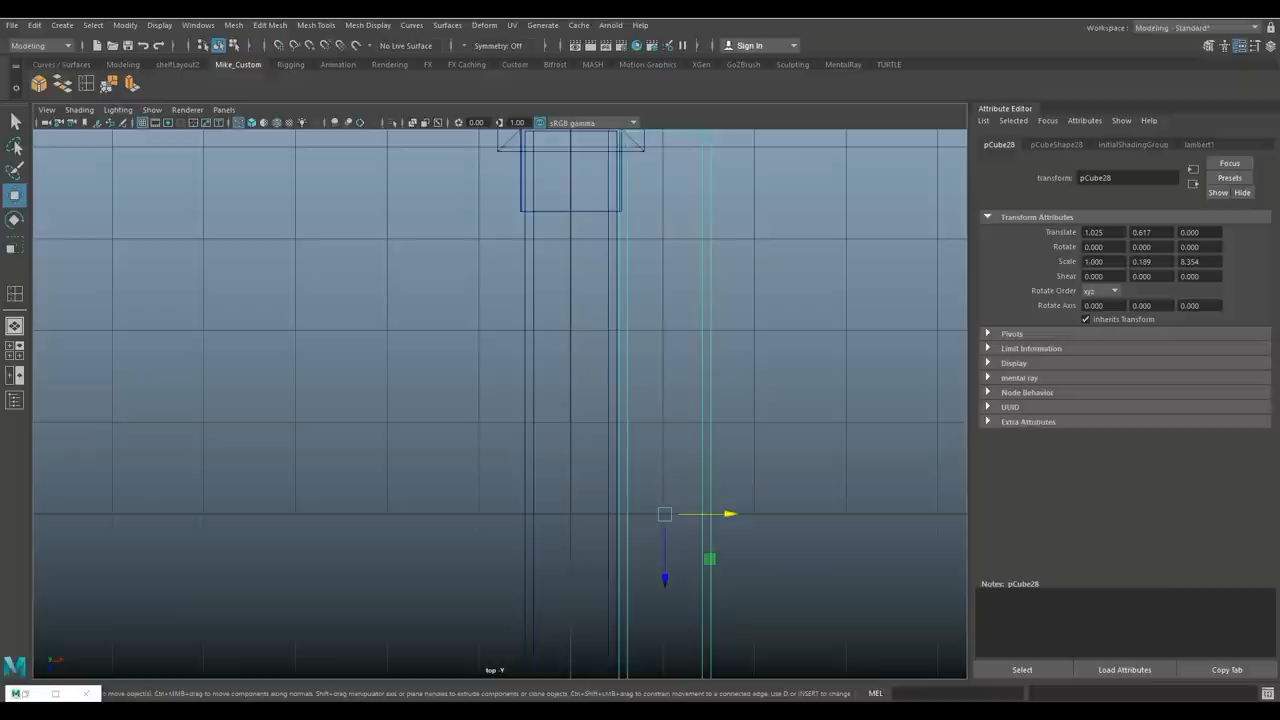 File Edit Create Select Modify Display Windows Mesh Edit Mesh Mesh Tools Mesh Display Curves Surfaces Deform UV Generate Cache Arnold Help
Workspace: Modeling - Standard*
Modeling No Live Surface Symmetry: Off Sign In
Curves / Surfaces Modeling shelfLayout2 Mike_Custom Rigging Animation Rendering FX FX Caching Custom Bifrost MASH Motion Graphics XGen GoZBrush Sculpting MentalRay TURTLE
View Shading Lighting Show Renderer Panels
0.00 1.00 sRGB gamma
Attribute Editor
List Selected Focus Attributes Show Help
pCube28 pCubeShape28 initialShadingGroup lambert1
Focus
transform: pCube28
Presets
Show Hide
Transform Attributes
Translate 1.025 0.617 0.000
Rotate 0.000 0.000 0.000
Scale 1.000 0.189 8.354
Shear 0.000 0.000 0.000
Rotate Order xyz
Rotate Axis 0.000 0.000 0.000
Inherits Transform
Pivots
Limit Information
Display
mental ray
Node Behavior
UUID
Extra Attributes
Notes: pCube28
top -Y
Select Load Attributes Copy Tab
to move object(s). Ctrl+MMB+drag to move components along normals. Shift+drag manipulator axis or plane handles to extrude components or clone objects. Ctrl+Shift+LMB+drag to constrain movement to a connected edge. Use D or INSERT to change
MEL